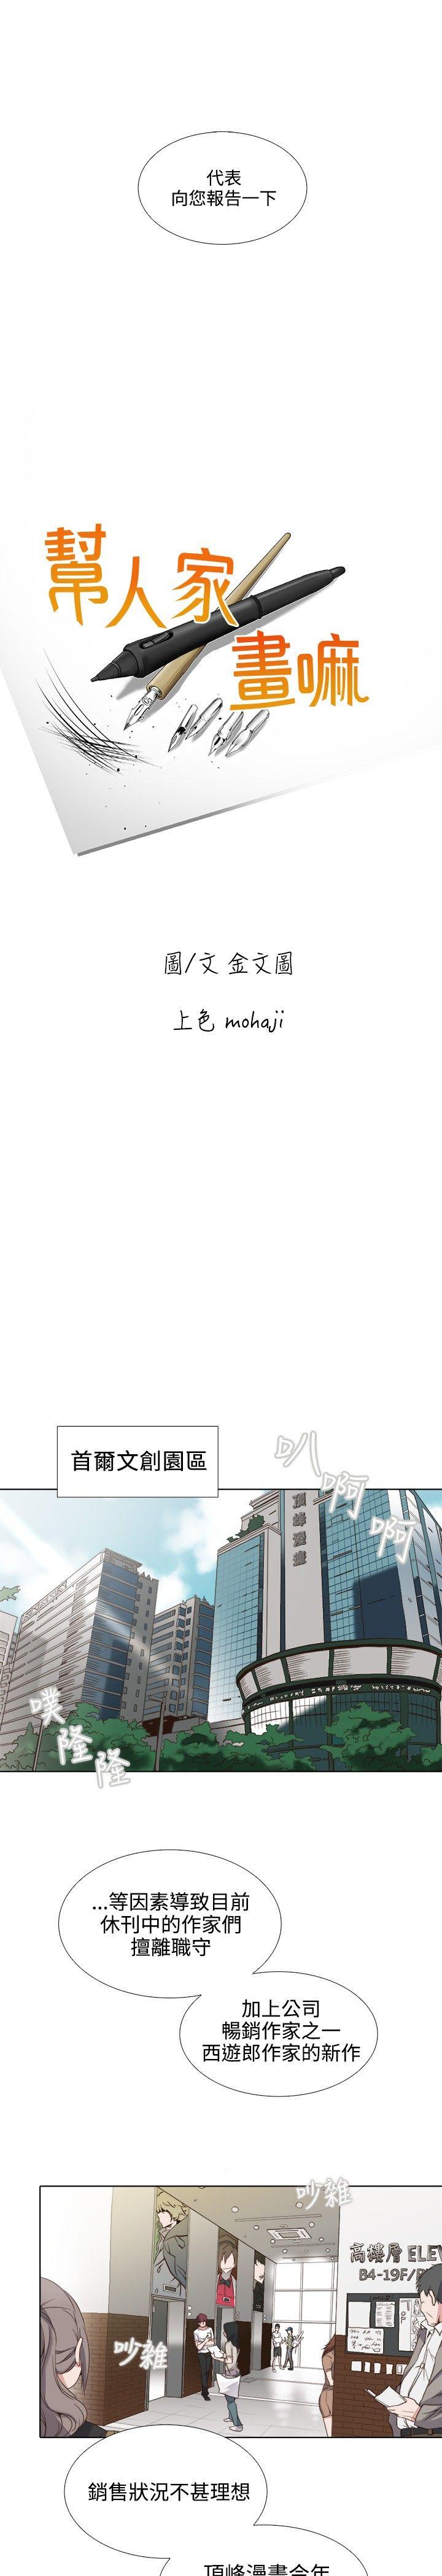 代表
向您報告一下
幫人家
畫嘛
圖/文 金文圖
上色 mohaji
首爾文創園區
叭啊啊
頂峰漫畫
噗隆隆
...等因素導致目前
休刊中的作家們
擅離職守
加上公司
暢銷作家之一
西遊郎作家的新作
吵雜
高樓層 ELEV
B4-19F/
吵雜
銷售狀況不甚理想
頂峰漫畫今年